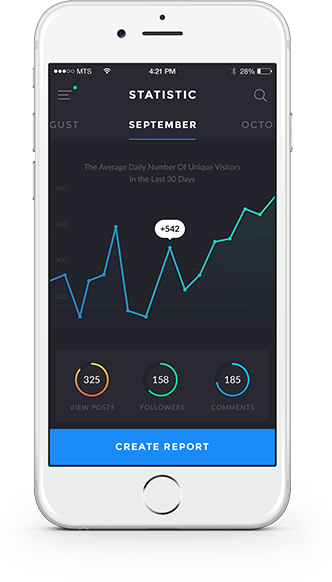 MTS 4:21 PM 28%
STATISTIC
GUST SEPTEMBER OCTO
The Average Daily Number Of Unique Visitors
in the Last 30 Days
800
600
+542
400
200
325 158 185
VIEW POSTS FOLLOWERS COMMENTS
CREATE REPORT